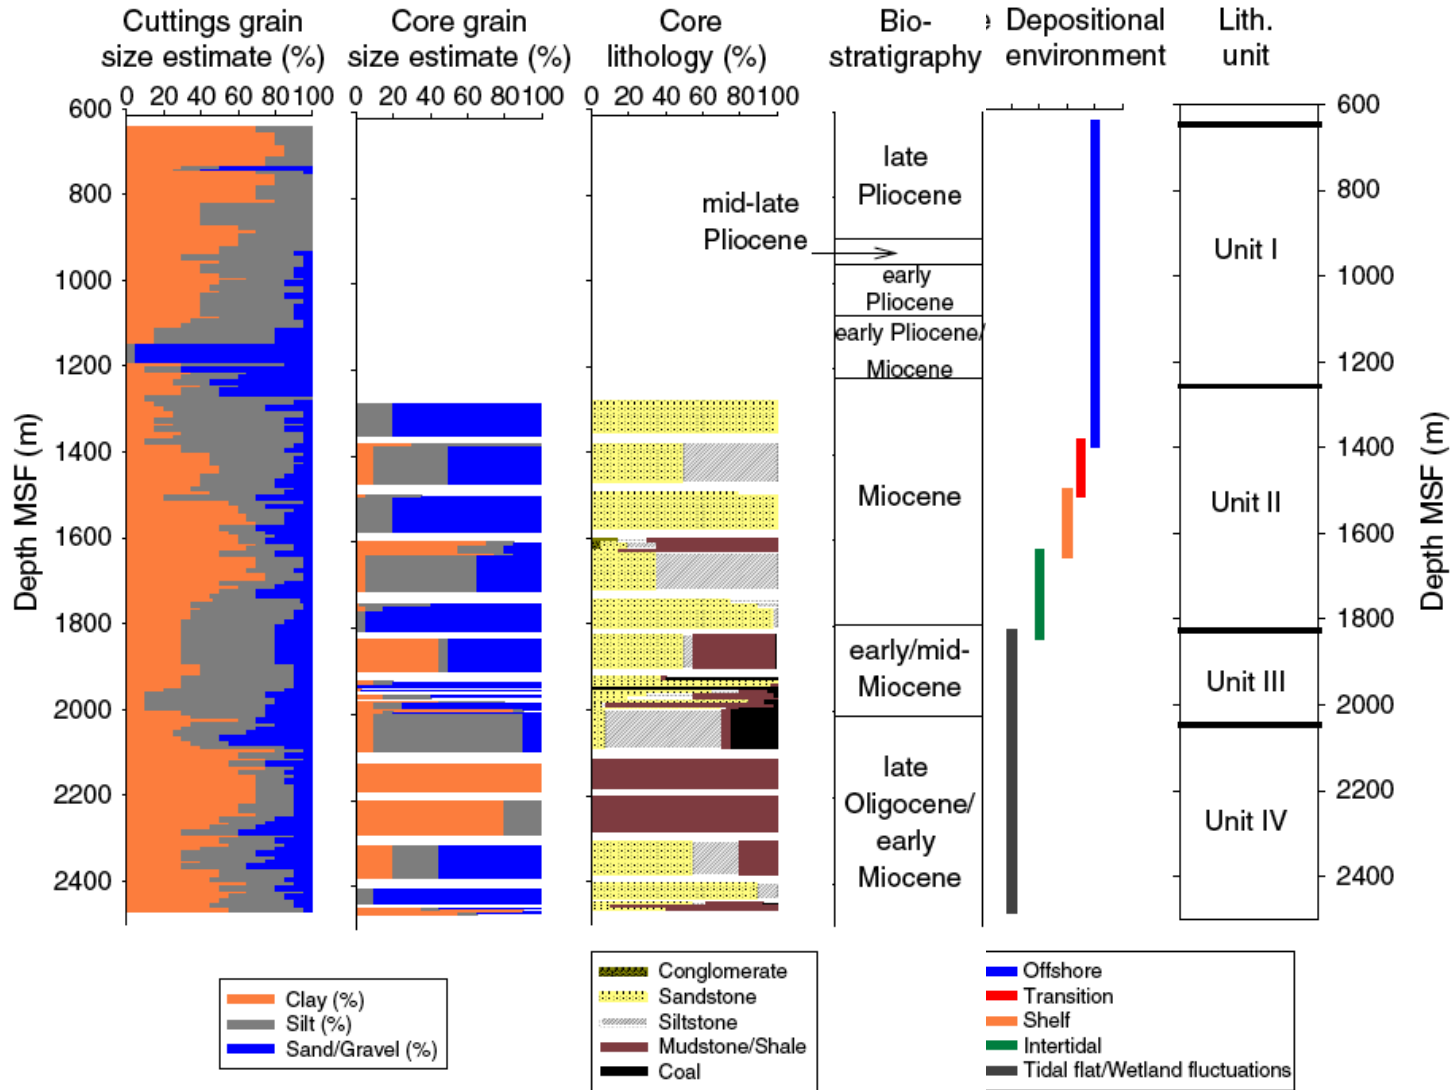 Cuttings grain
size estimate (%)
Core grain
size estimate (%)
Core
lithology (%)
Bio-
stratigraphy
e
Depositional
environment
Lith.
unit
0 20 40 60 80 100
0 20 40 60 80 100
0 20 40 60 80 100
Depth MSF (m)
600
800
1000
1200
1400
1600
1800
2000
2200
2400
mid-late
Pliocene
late
Pliocene
early
Pliocene
early Pliocene/
Miocene
Miocene
early/mid-
Miocene
late
Oligocene/
early
Miocene
Unit I
Unit II
Unit III
Unit IV
600
800
1000
1200
1400
1600
1800
2000
2200
2400
Depth MSF (m)
Clay (%)
Silt (%)
Sand/Gravel (%)
Conglomerate
Sandstone
Siltstone
Mudstone/Shale
Coal
Offshore
Transition
Shelf
Intertidal
Tidal flat/Wetland fluctuations